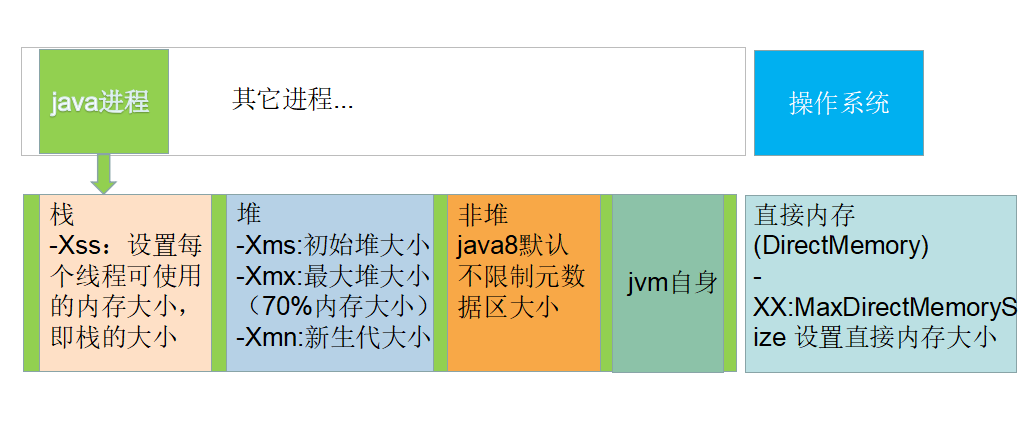 java进程
其它进程...
操作系统
栈
-Xss：设置每
个线程可使用
的内存大小，
即栈的大小
堆
-Xms:初始堆大小
-Xmx:最大堆大小
（70%内存大小）
-Xmn:新生代大小
非堆
java8默认
不限制元数
据区大小
jvm自身
直接内存
(DirectMemory)
-
XX:MaxDirectMemoryS
ize 设置直接内存大小